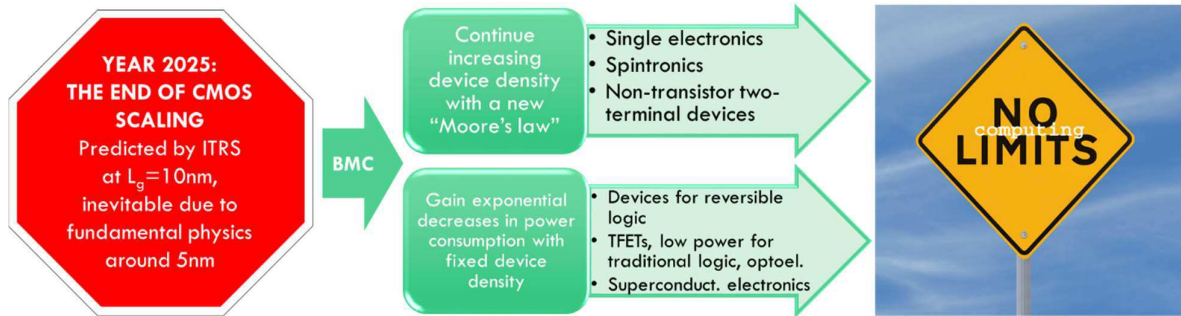 YEAR 2025:
THE END OF CMOS
SCALING
Predicted by ITRS
at Lg=10nm,
inevitable due to
fundamental physics
around 5nm
BMC
Continue
increasing
device density
with a new
“Moore’s law”
• Single electronics
• Spintronics
• Non-transistor two-
terminal devices
Gain exponential
decreases in power
consumption with
fixed device
density
• Devices for reversible
logic
• TFETs, low power for
traditional logic, optoel.
• Superconduct. electronics
NO
computing
LIMITS